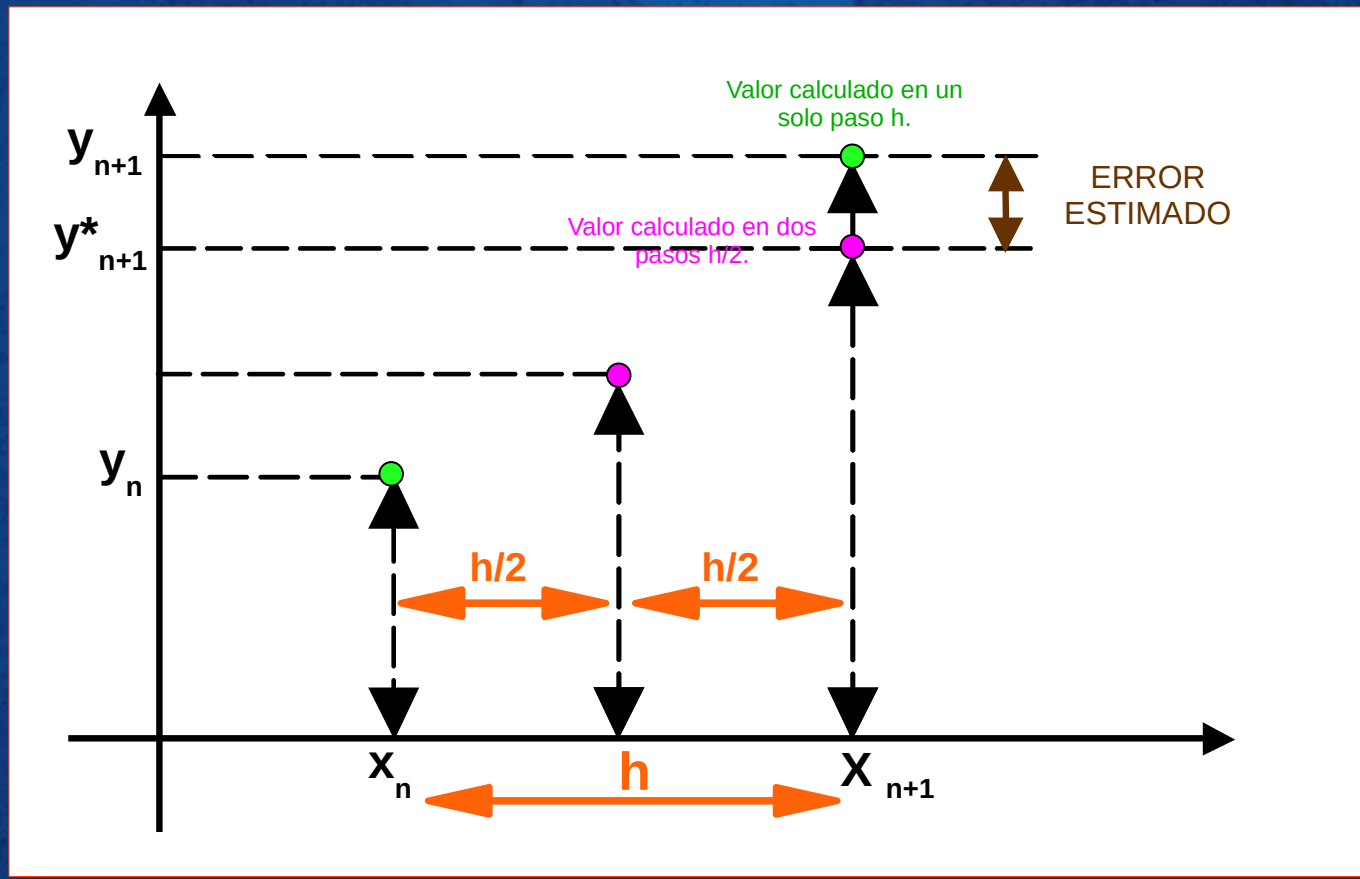 Valor calculado en un
solo paso h.
y n+1
ERROR
ESTIMADO
y* n+1
Valor calculado en dos
pasos h/2.
y n
h/2
h/2
x n
h
X n+1